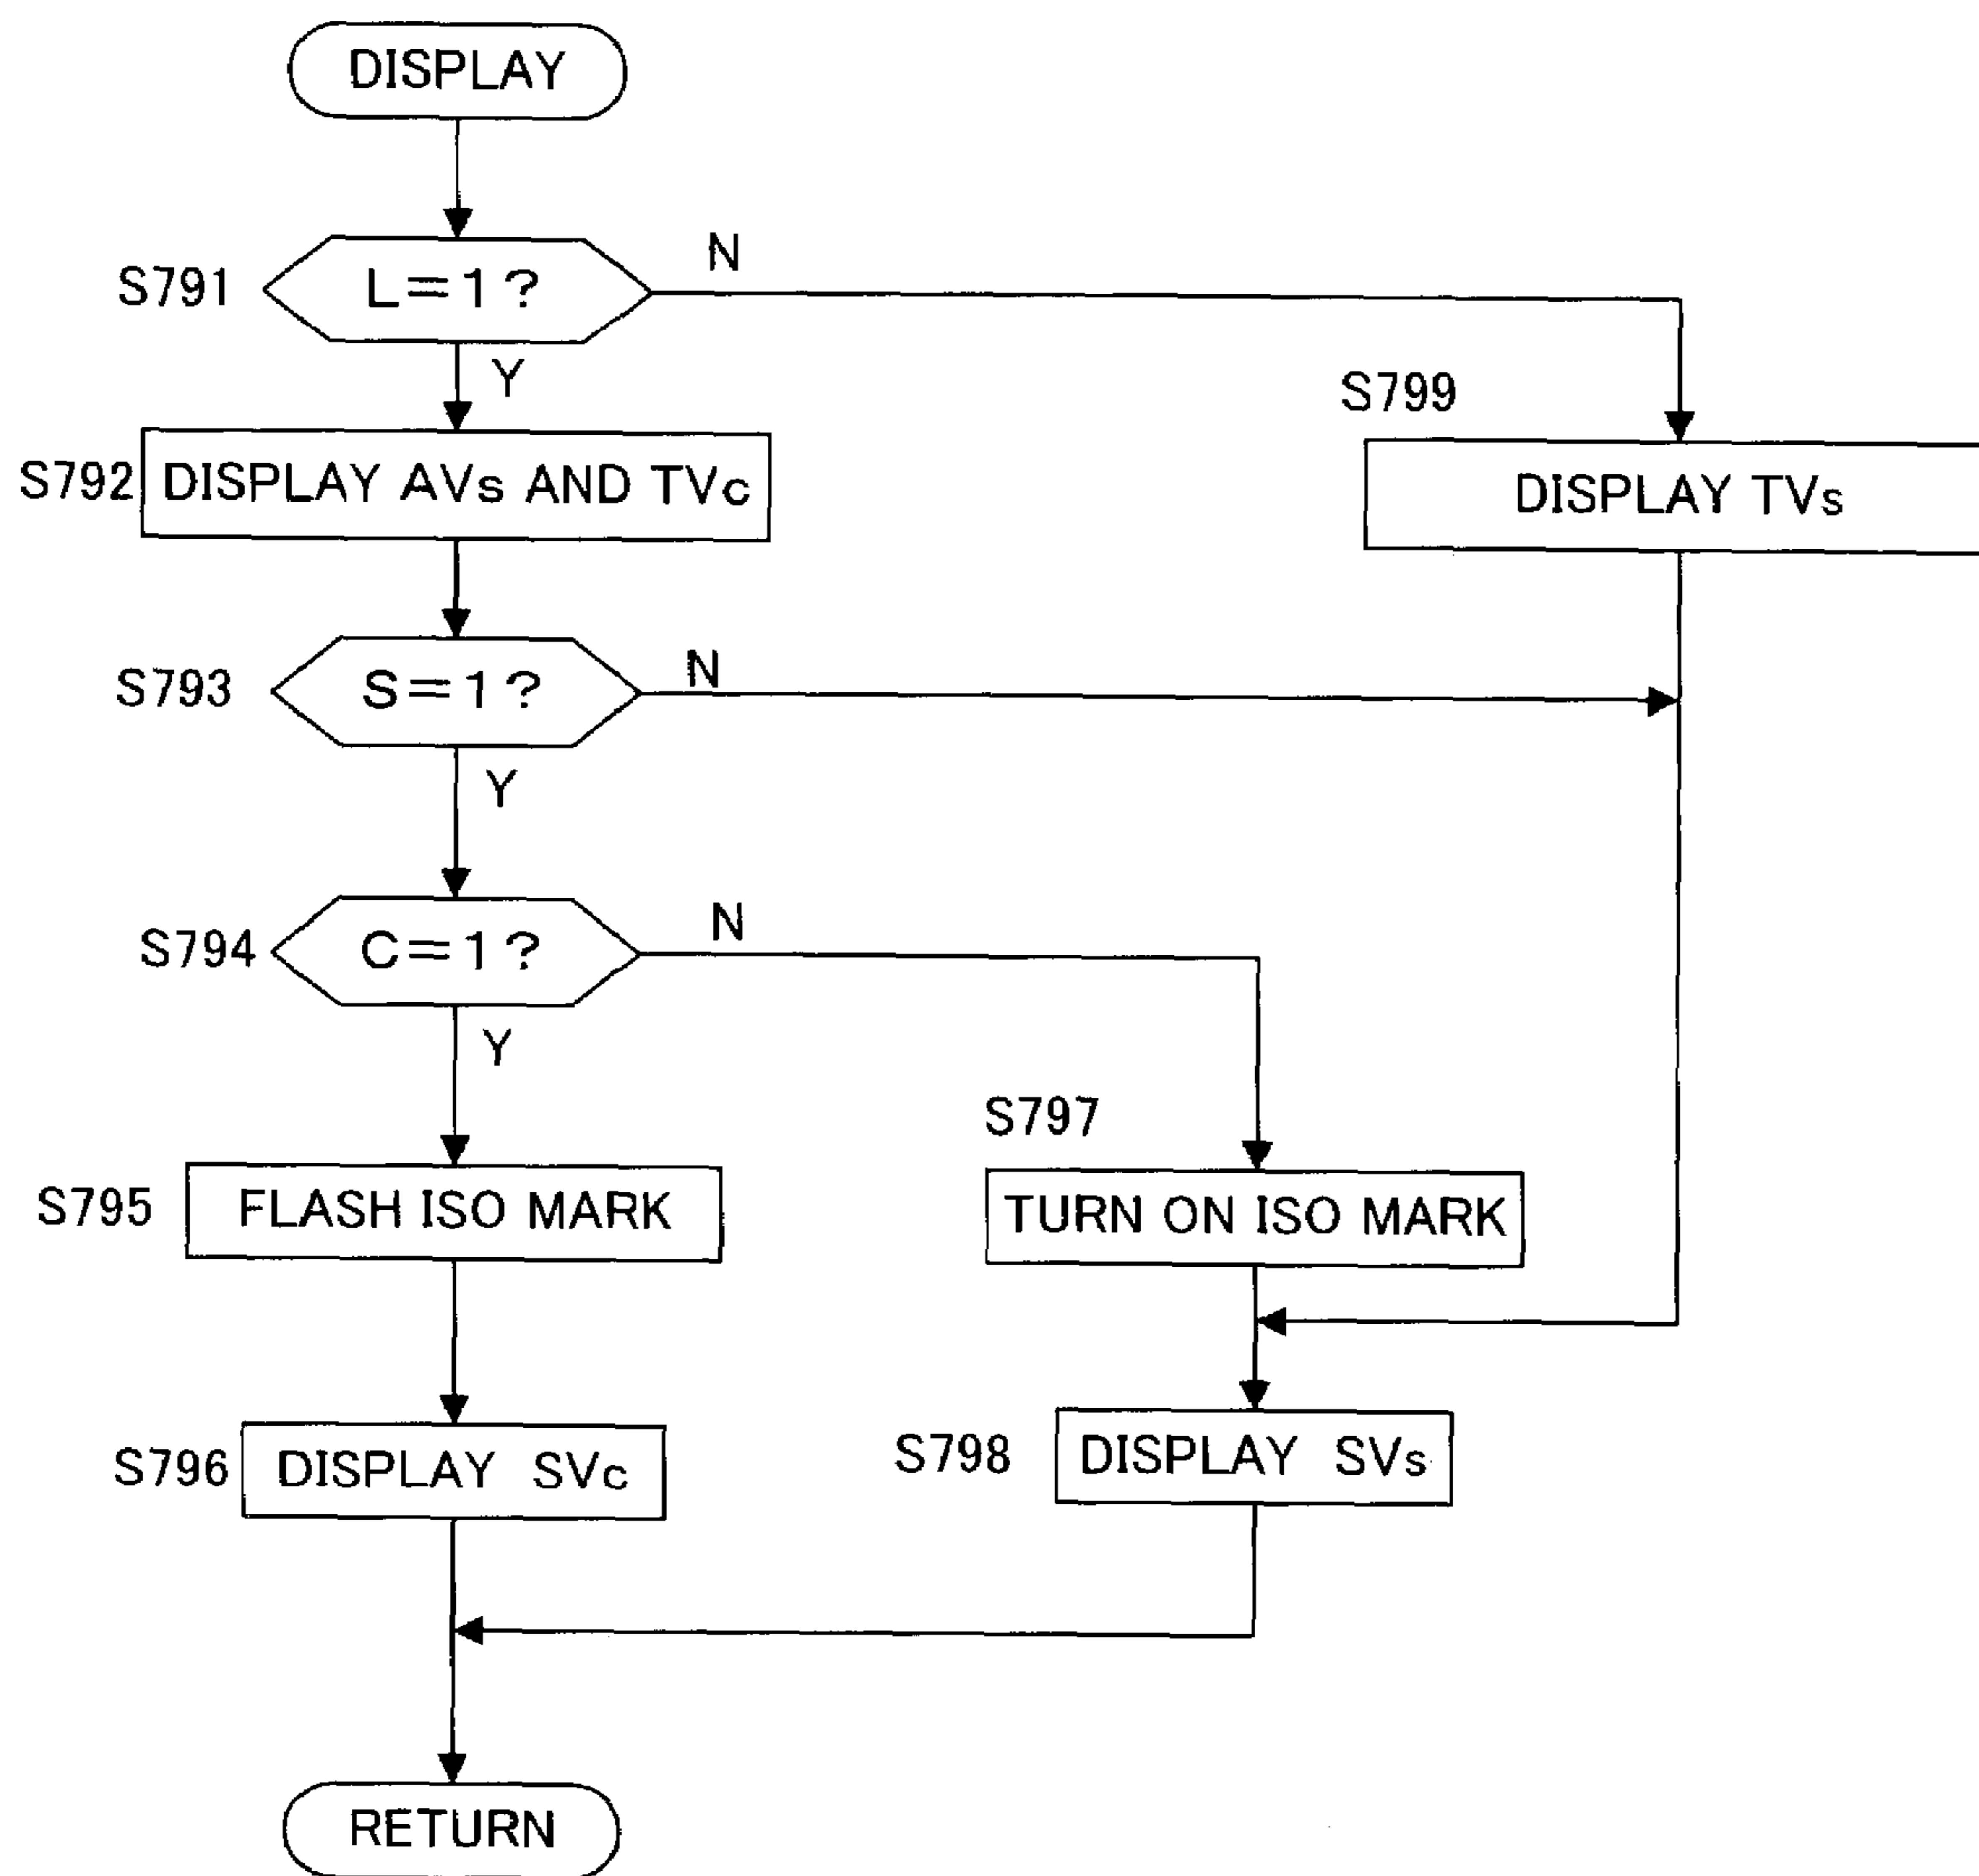 DISPLAY
S791
L=1?
N
Y
S799
S792
DISPLAY AVs AND TVc
DISPLAY TVs
S793
S=1?
N
Y
S794
C=1?
N
Y
S797
S795
FLASH ISO MARK
TURN ON ISO MARK
S796
DISPLAY SVc
S798
DISPLAY SVs
RETURN